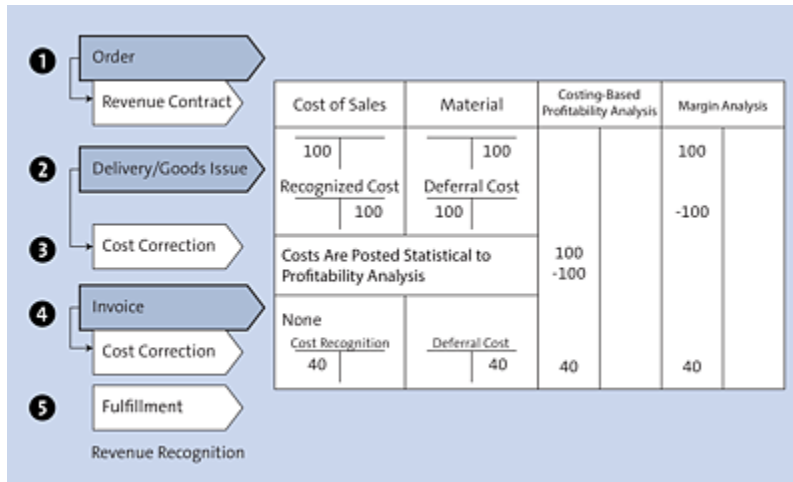 1
Order
Revenue Contract
2
Delivery/Goods Issue
3
Cost Correction
4
Invoice
Cost Correction
5
Fulfillment
Revenue Recognition
Cost of Sales
Material
Costing-Based
Profitability Analysis
Margin Analysis
100
100
100
Recognized Cost
Deferral Cost
100
100
-100
Costs Are Posted Statistical to
Profitability Analysis
100
-100
None
Cost Recognition
Deferral Cost
40
40
40
40